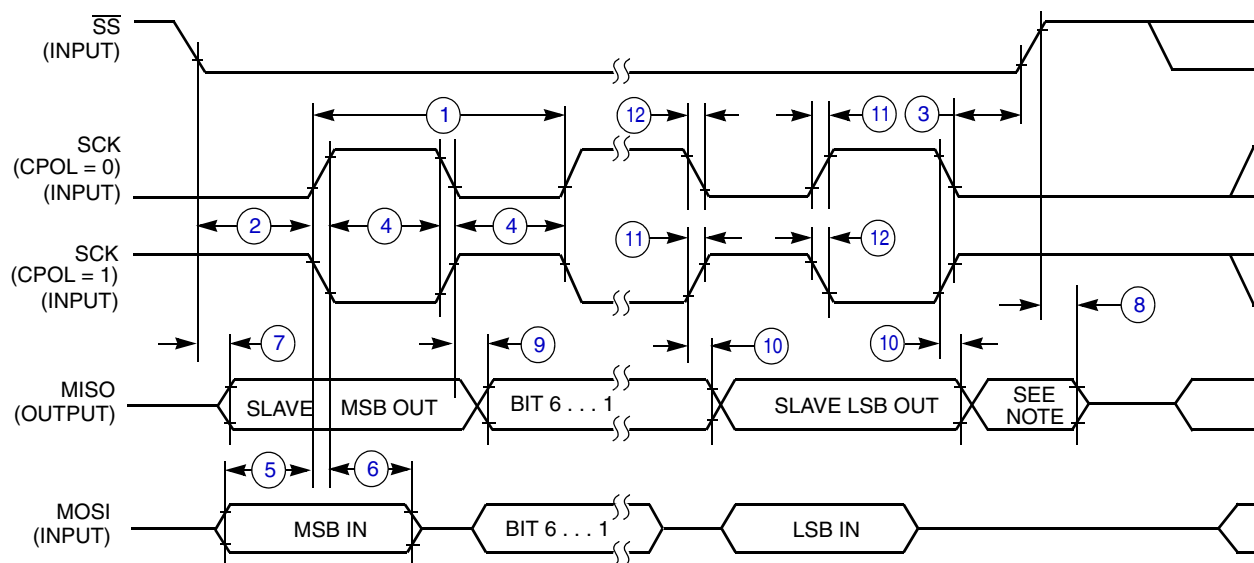 SS
(INPUT)
1
12
11
3
SCK
(CPOL = 0)
(INPUT)
2
4
4
SCK
(CPOL = 1)
(INPUT)
11
12
8
7
9
10
10
MISO
(OUTPUT)
SLAVE MSB OUT
BIT 6 . . . 1
SLAVE LSB OUT
SEE
NOTE
5
6
MOSI
(INPUT)
MSB IN
BIT 6 . . . 1
LSB IN